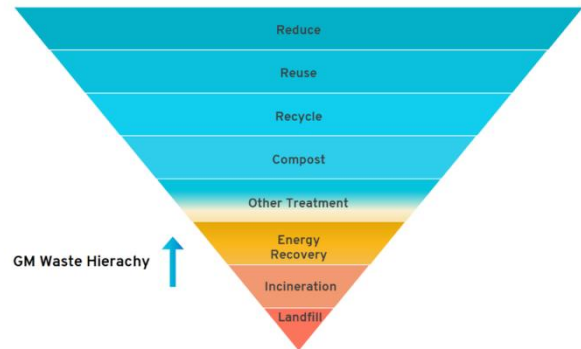 Reduce
Reuse
Recycle
Compost
Other Treatment
Energy
Recovery
GM Waste Hierachy
Incineration
Landfill